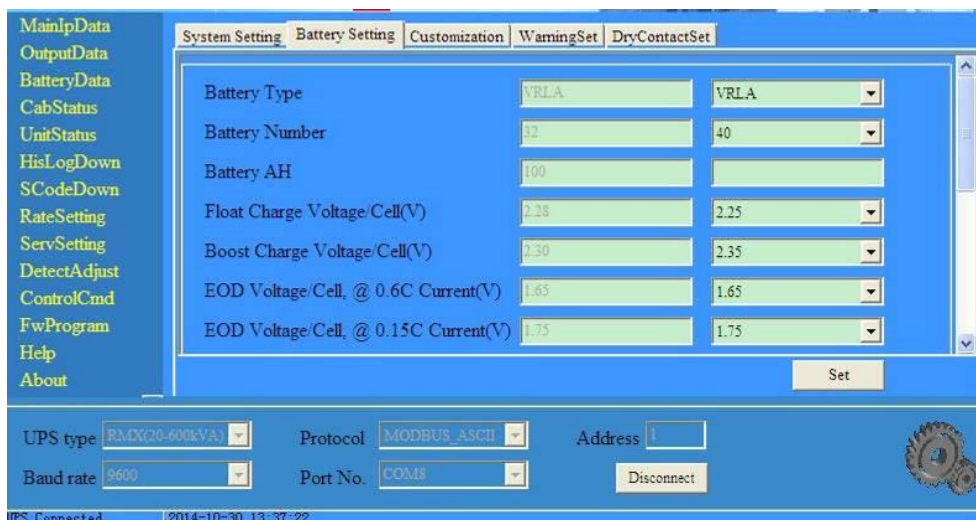 MainIpData
OutputData
BatteryData
CabStatus
UnitStatus
HisLogDown
SCodeDown
RateSetting
ServSetting
DetectAdjust
ControlCmd
FwProgram
Help
About
System Setting Battery Setting Customization WarningSet DryContactSet
Battery Type VRLA VRLA
Battery Number 32 40
Battery AH 100
Float Charge Voltage/Cell(V) 2.28 2.25
Boost Charge Voltage/Cell(V) 2.30 2.35
EOD Voltage/Cell, @ 0.6C Current(V) 1.65 1.65
EOD Voltage/Cell, @ 0.15C Current(V) 1.75 1.75
Set
UPS type RMX(20-600kVA) Protocol MODBUS_ASCII Address 1
Baud rate 9600 Port No. COM8 Disconnect
UPS Connected 2014-10-30 13:37:22